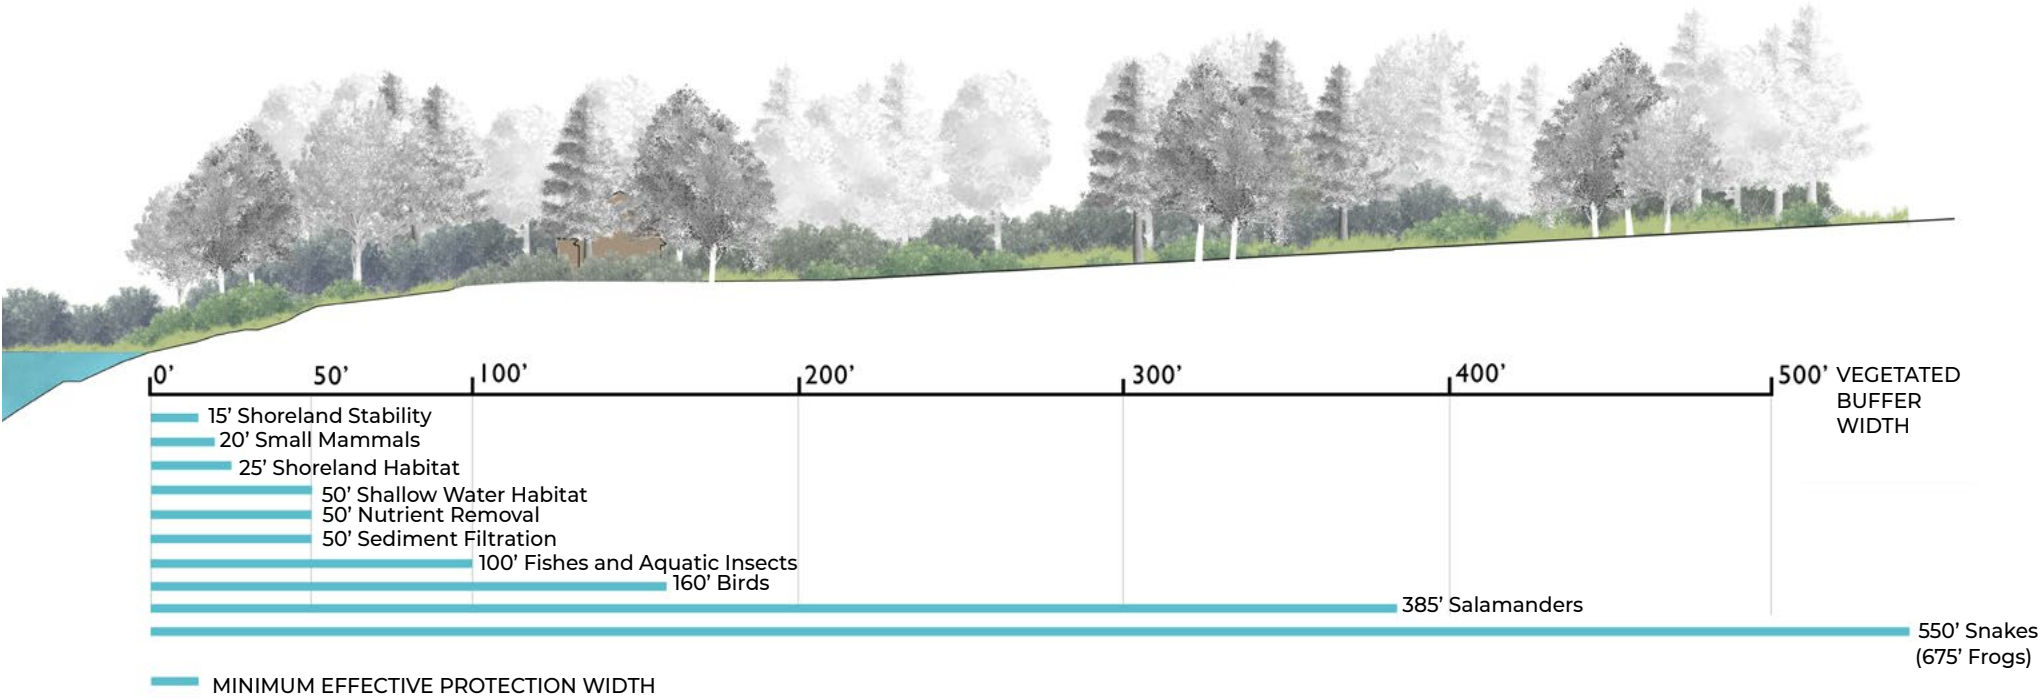 0’ 50’ 100’ 200’ 300’ 400’ 500’ VEGETATED
BUFFER
WIDTH
15’ Shoreland Stability
20’ Small Mammals
25’ Shoreland Habitat
50’ Shallow Water Habitat
50’ Nutrient Removal
50’ Sediment Filtration
100’ Fishes and Aquatic Insects
160’ Birds
385’ Salamanders
550’ Snakes
(675’ Frogs)
MINIMUM EFFECTIVE PROTECTION WIDTH